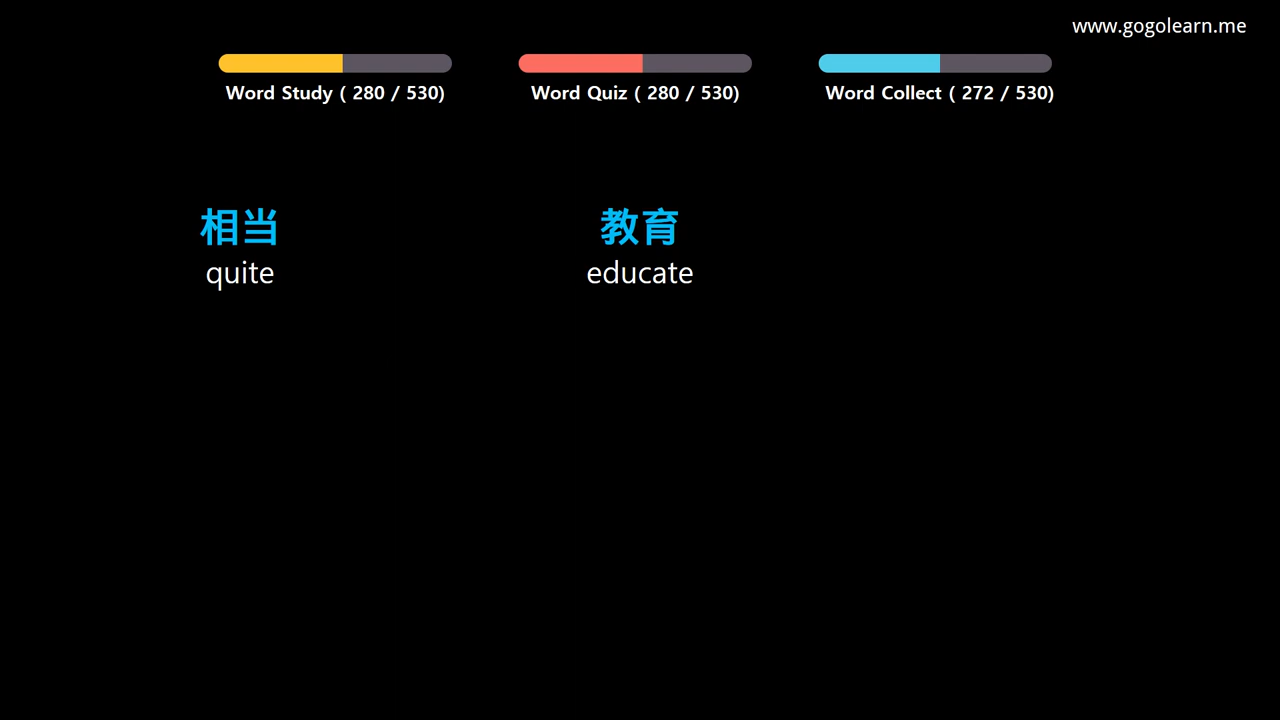 www.gogolearn.me
Word Study ( 280 / 530)
Word Quiz ( 280 / 530)
Word Collect ( 272 / 530)
相当
quite
教育
educate